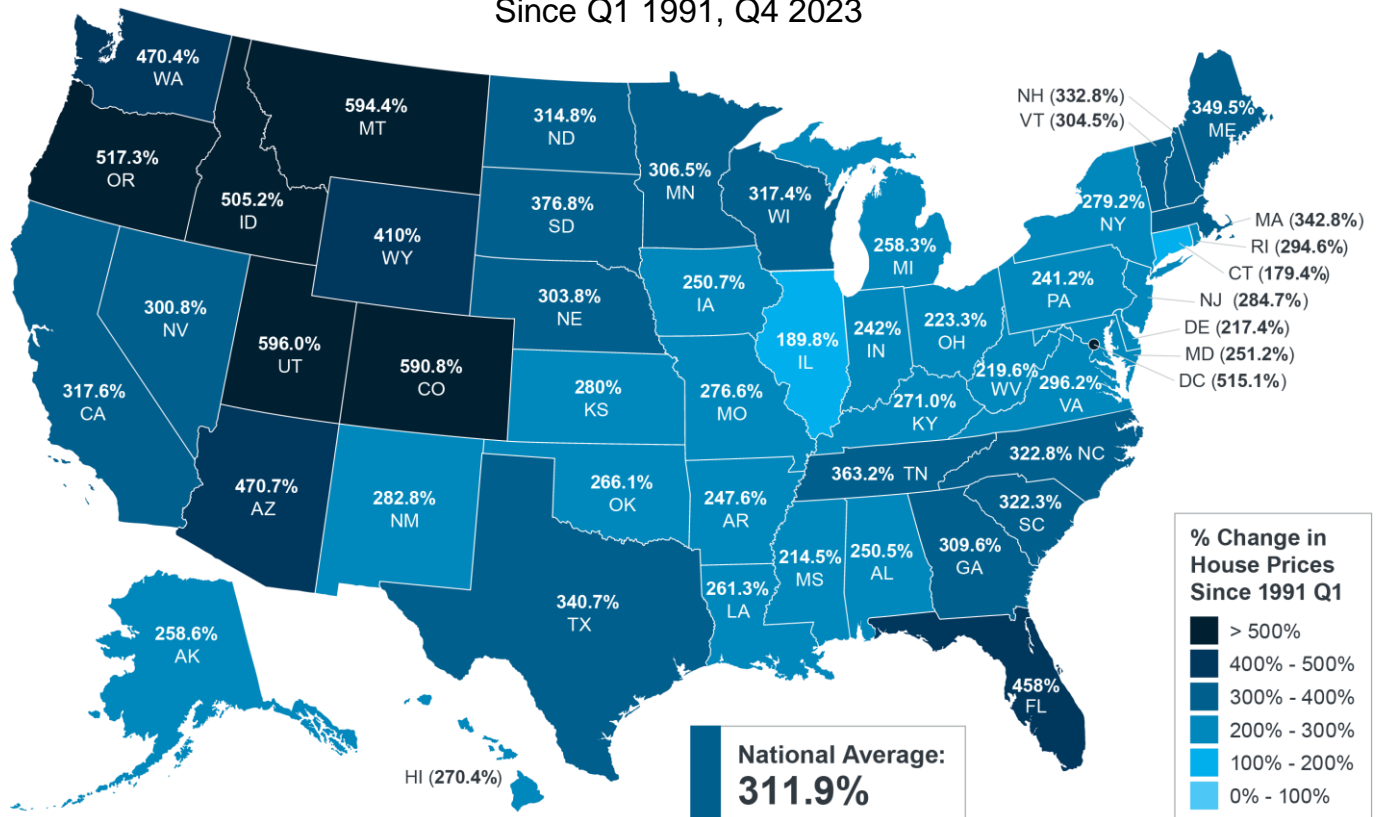 Since Q1 1991, Q4 2023
470.4%
WA
594.4%
MT
314.8%
ND
306.5%
MN
517.3%
OR
505.2%
ID
376.8%
SD
317.4%
WI
410%
WY
258.3%
MI
279.2%
NY
349.5%
ME
NH (332.8%)
VT (304.5%)
MA (342.8%)
RI (294.6%)
CT (179.4%)
NJ (284.7%)
DE (217.4%)
MD (251.2%)
DC (515.1%)
300.8%
NV
303.8%
NE
250.7%
IA
241.2%
PA
596.0%
UT
590.8%
CO
189.8%
IL
242%
IN
223.3%
OH
317.6%
CA
280%
KS
276.6%
MO
271.0%
KY
219.6%
WV
296.2%
VA
470.7%
AZ
282.8%
NM
266.1%
OK
247.6%
AR
363.2% TN
322.8% NC
322.3%
SC
340.7%
TX
261.3%
LA
214.5%
MS
250.5%
AL
309.6%
GA
458%
FL
258.6%
AK
HI (270.4%)
National Average:
311.9%
% Change in
House Prices
Since 1991 Q1
> 500%
400% - 500%
300% - 400%
200% - 300%
100% - 200%
0% - 100%